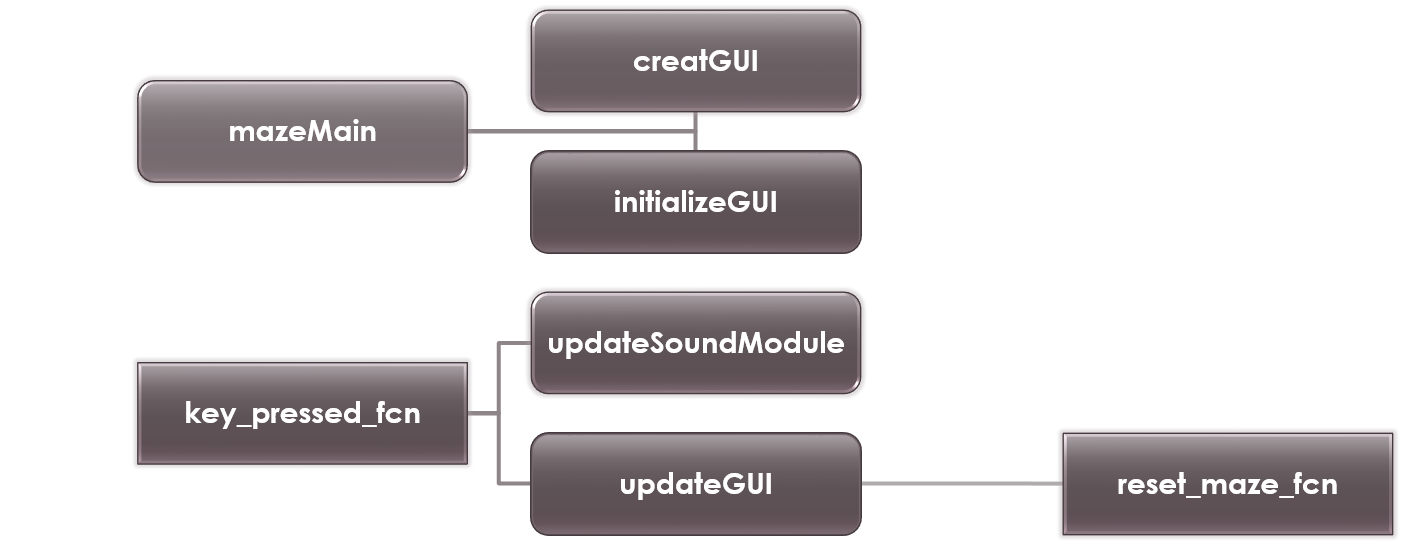 creatGUI
mazeMain
initializeGUI
updateSoundModule
key_pressed_fcn
updateGUI
reset_maze_fcn